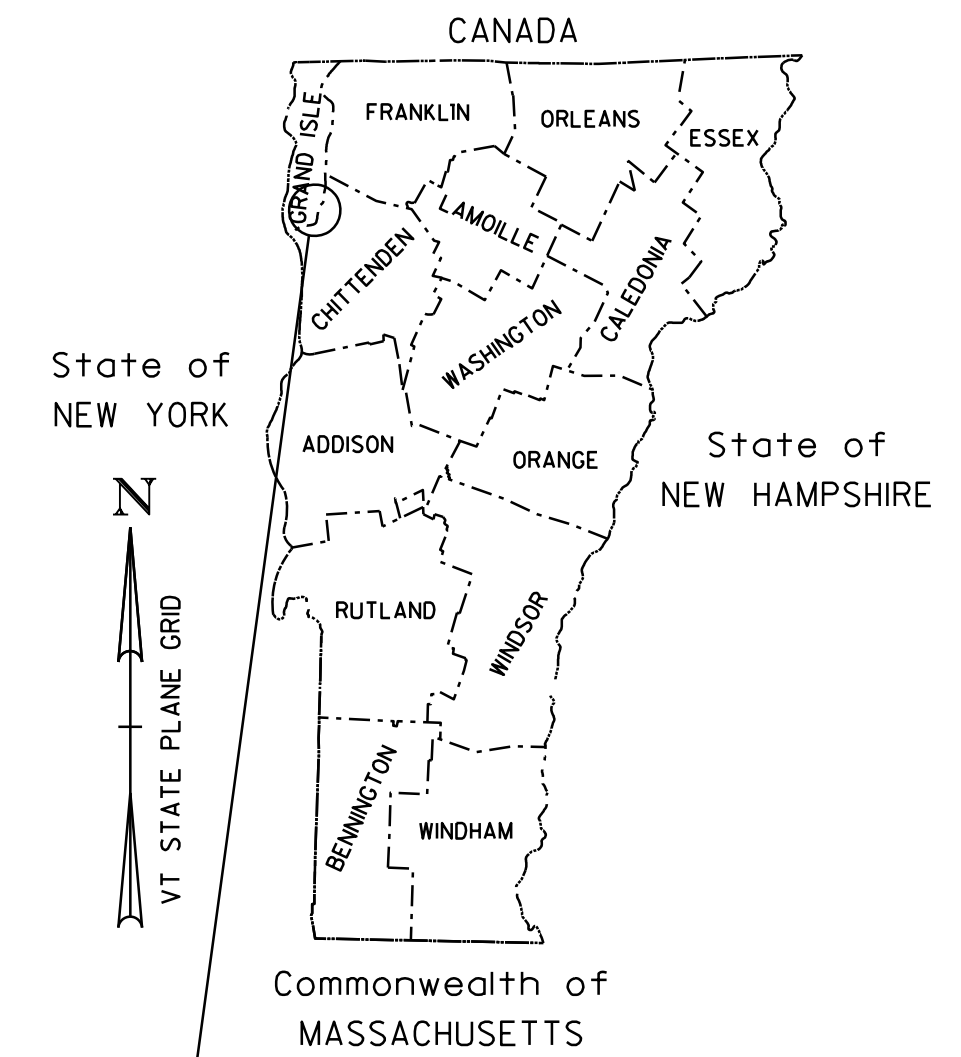 CANADA
FRANKLIN
ORLEANS
ESSEX
GRAND ISLE
LAMOILLE
CHITTENDEN
CALEDONIA
WASHINGTON
State of
NEW YORK
ADDISON
ORANGE
State of
NEW HAMPSHIRE
N
VT STATE PLANE GRID
RUTLAND
WINDSOR
BENNINGTON
WINDHAM
Commonwealth of
MASSACHUSETTS